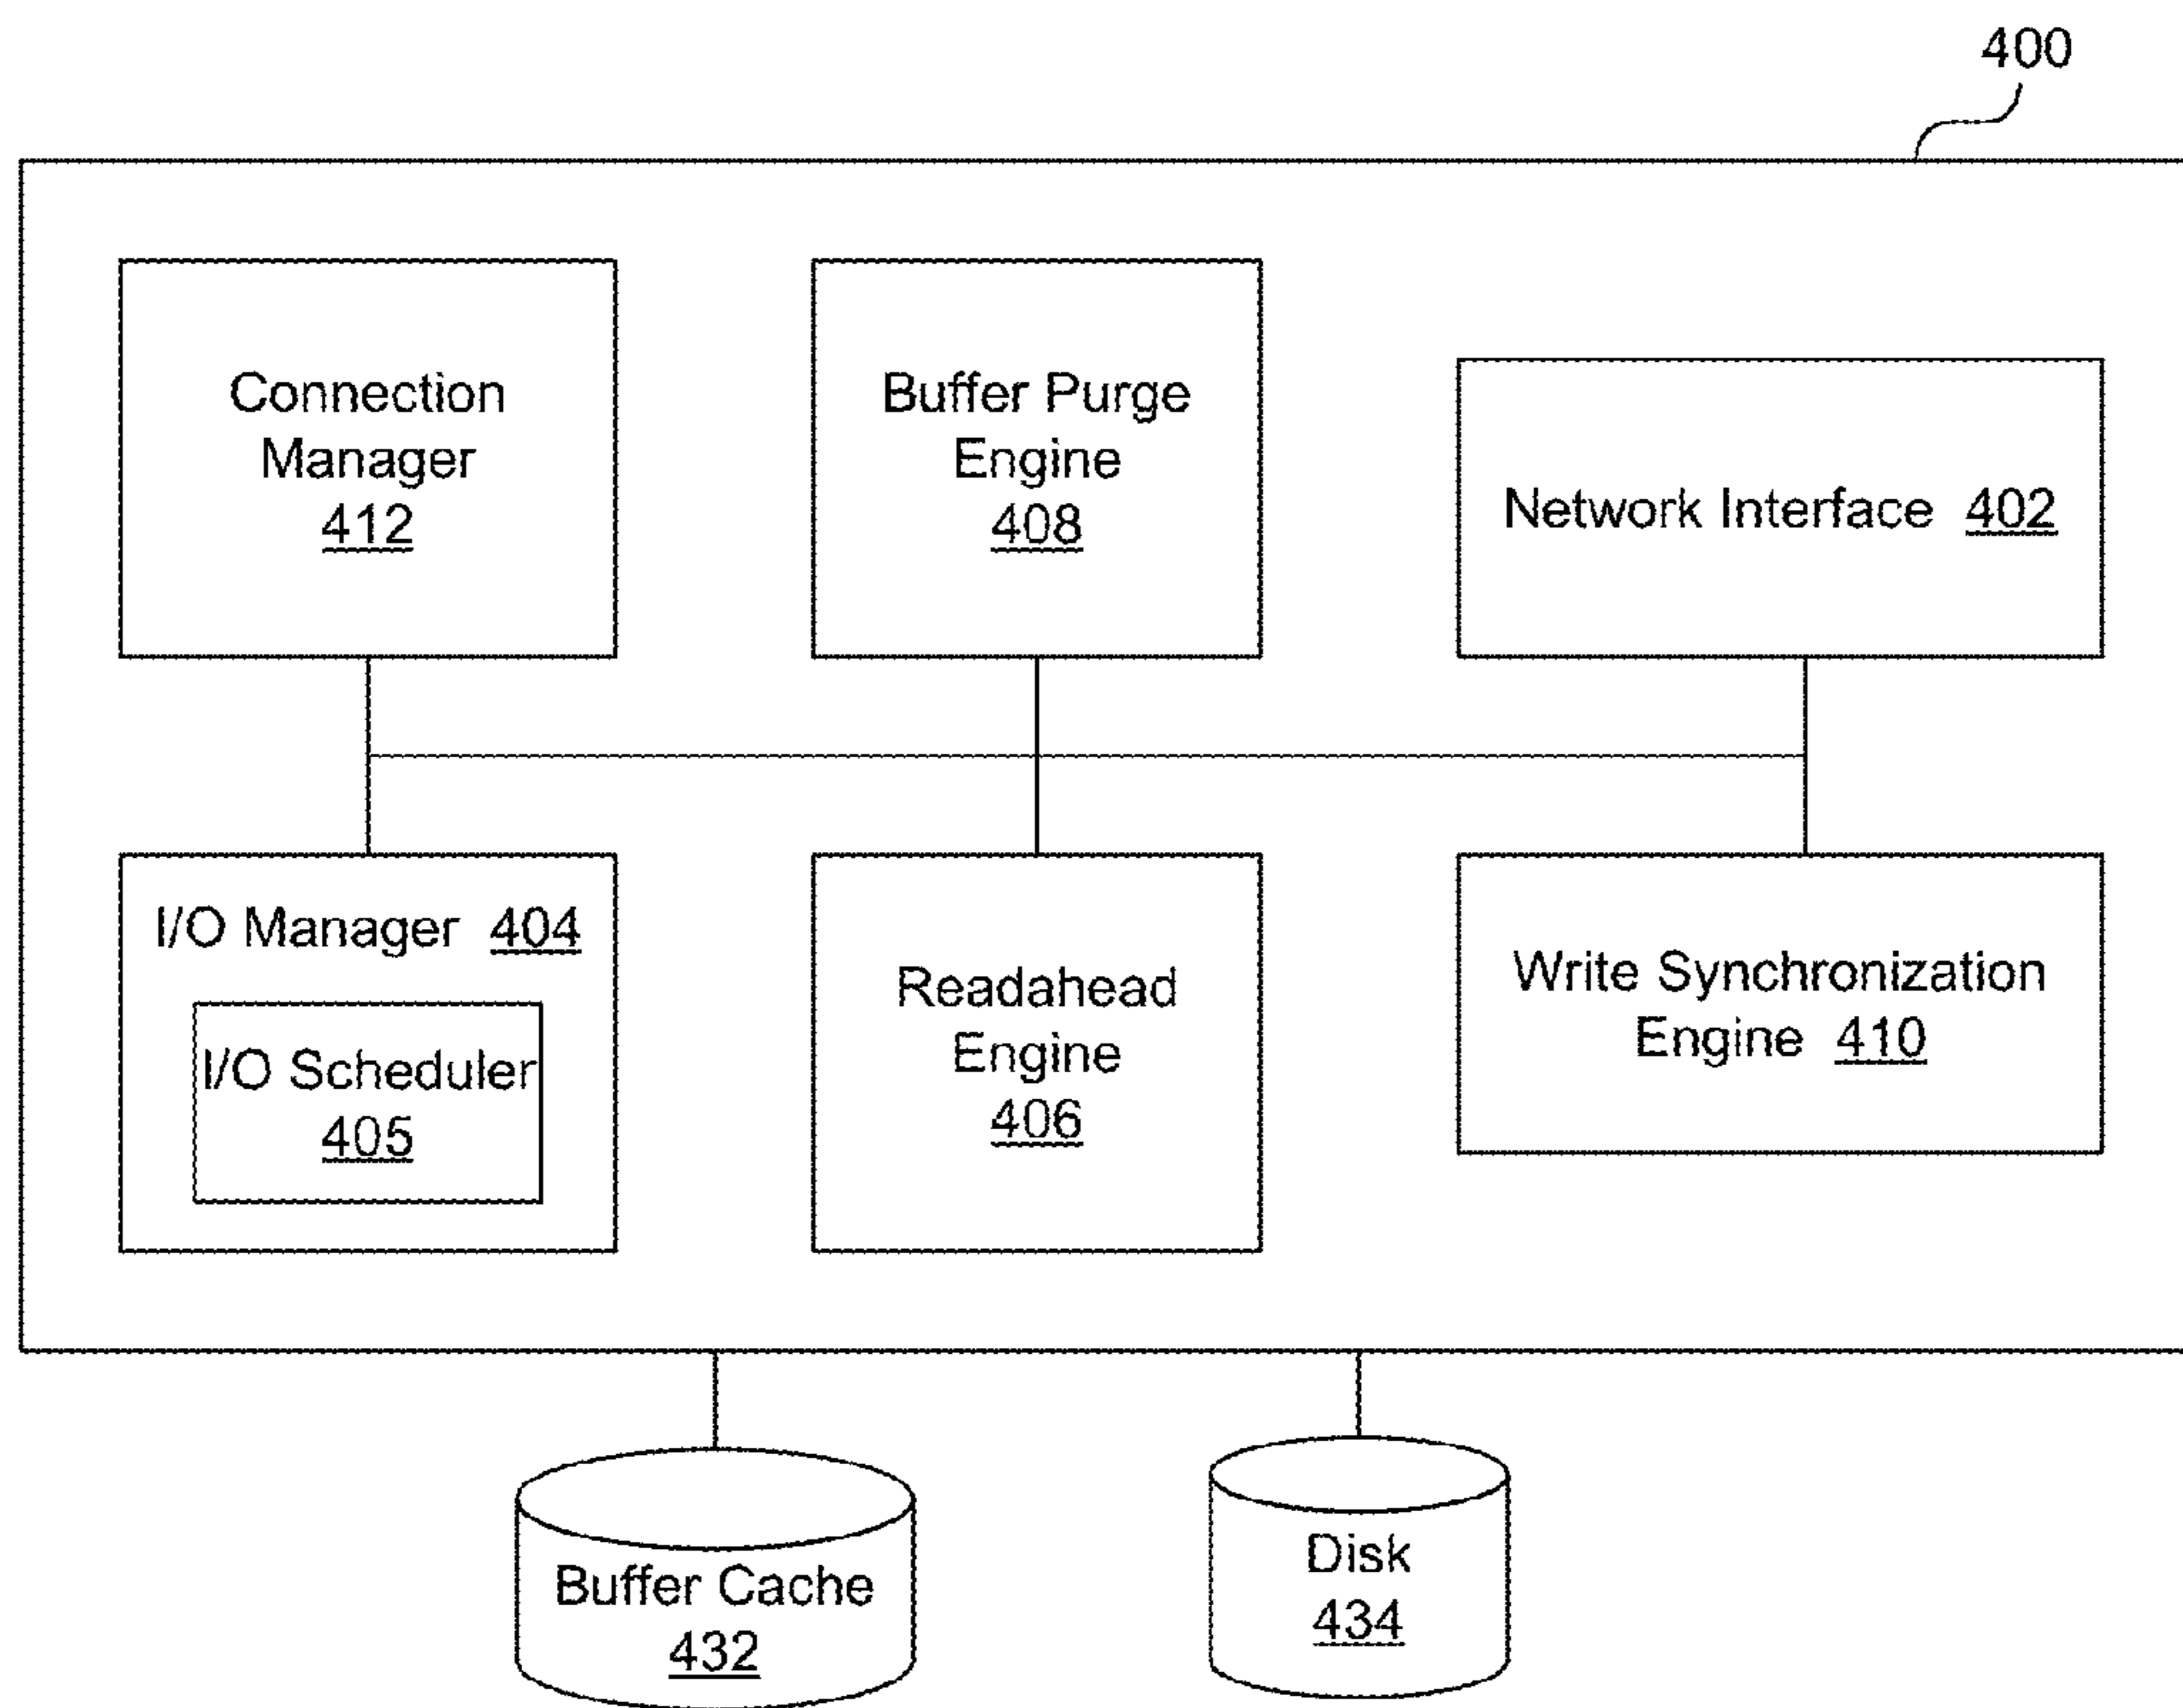 400
Connection
Manager
412
Buffer Purge
Engine
408
Network Interface 402
I/O Manager 404
I/O Scheduler
405
Readahead
Engine
406
Write Synchronization
Engine 410
Buffer Cache
432
Disk
434